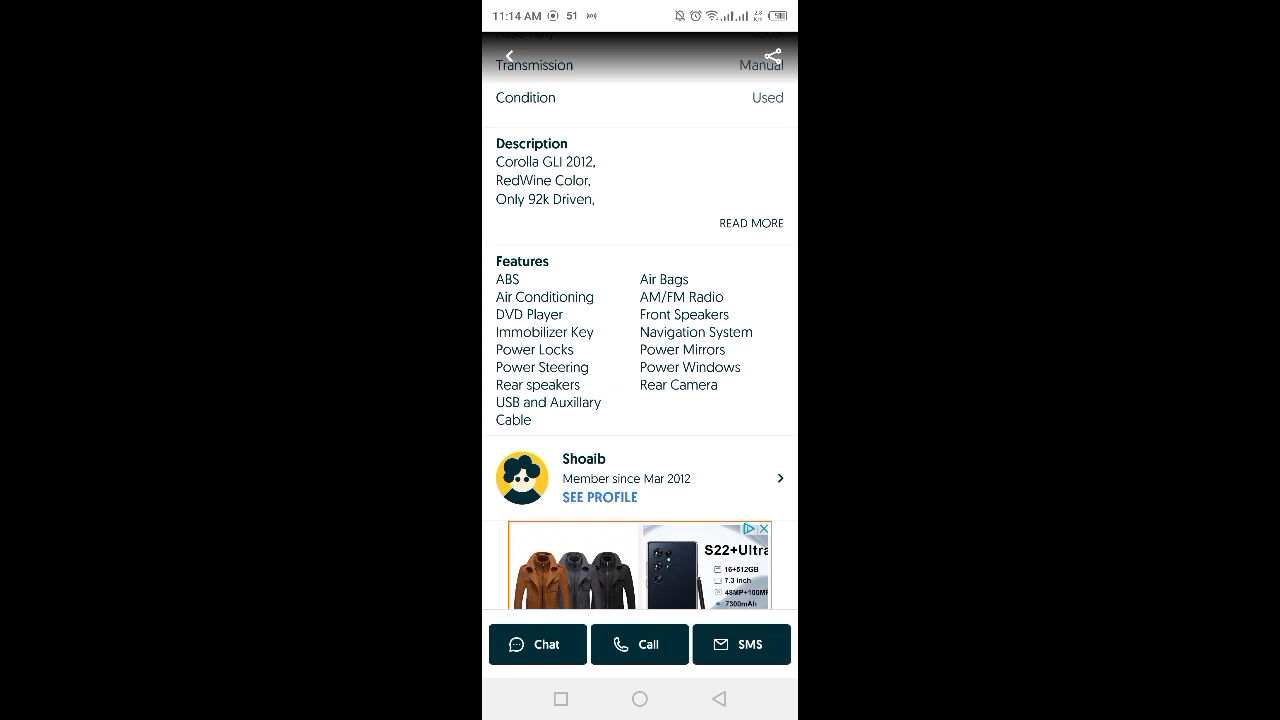 11:14 AM 51
Transmission Manual
Condition Used
Description
Corolla GLI 2012,
RedWine Color,
Only 92k Driven,
READ MORE
Features
ABS Air Bags
Air Conditioning AM/FM Radio
DVD Player Front Speakers
Immobilizer Key Navigation System
Power Locks Power Mirrors
Power Steering Power Windows
Rear speakers Rear Camera
USB and Auxillary
Cable
Shoaib
Member since Mar 2012
SEE PROFILE
S22+Ultra
16+512GB
7.3 inch
48MP+100MP
7300mAh
Chat Call SMS